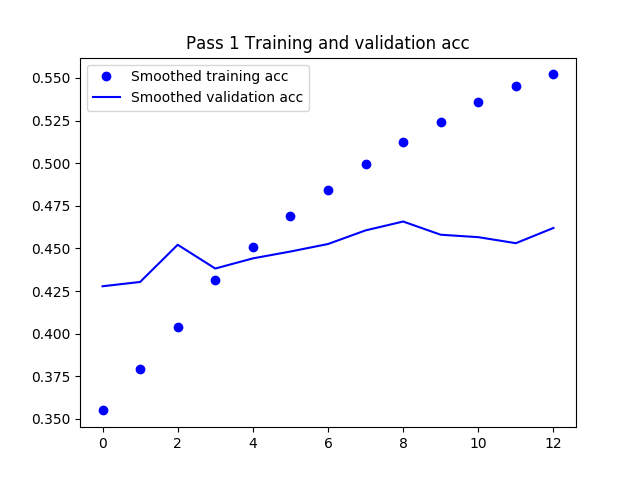 Pass 1 Training and validation acc
Smoothed training acc
Smoothed validation acc
0.550
0.525
0.500
0.475
0.450
0.425
0.400
0.375
0.350
0 2 4 6 8 10 12